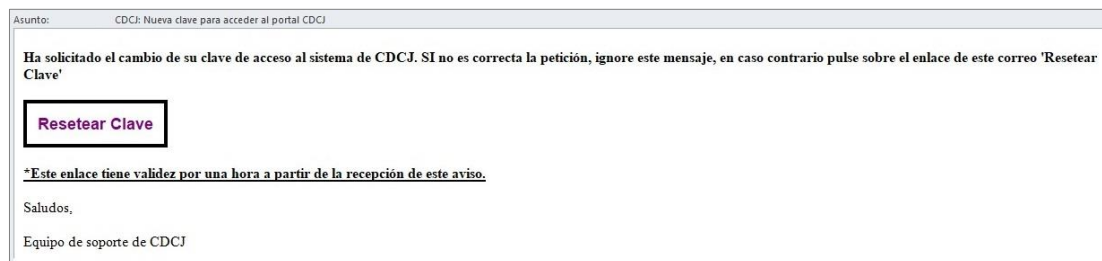 Asunto: CDCJ: Nueva clave para acceder al portal CDCJ
Ha solicitado el cambio de su clave de acceso al sistema de CDCJ. SI no es correcta la petición, ignore este mensaje, en caso contrario pulse sobre el enlace de este correo 'Resetear
Clave'
Resetear Clave
*Este enlace tiene validez por una hora a partir de la recepción de este aviso.
Saludos,
Equipo de soporte de CDCJ